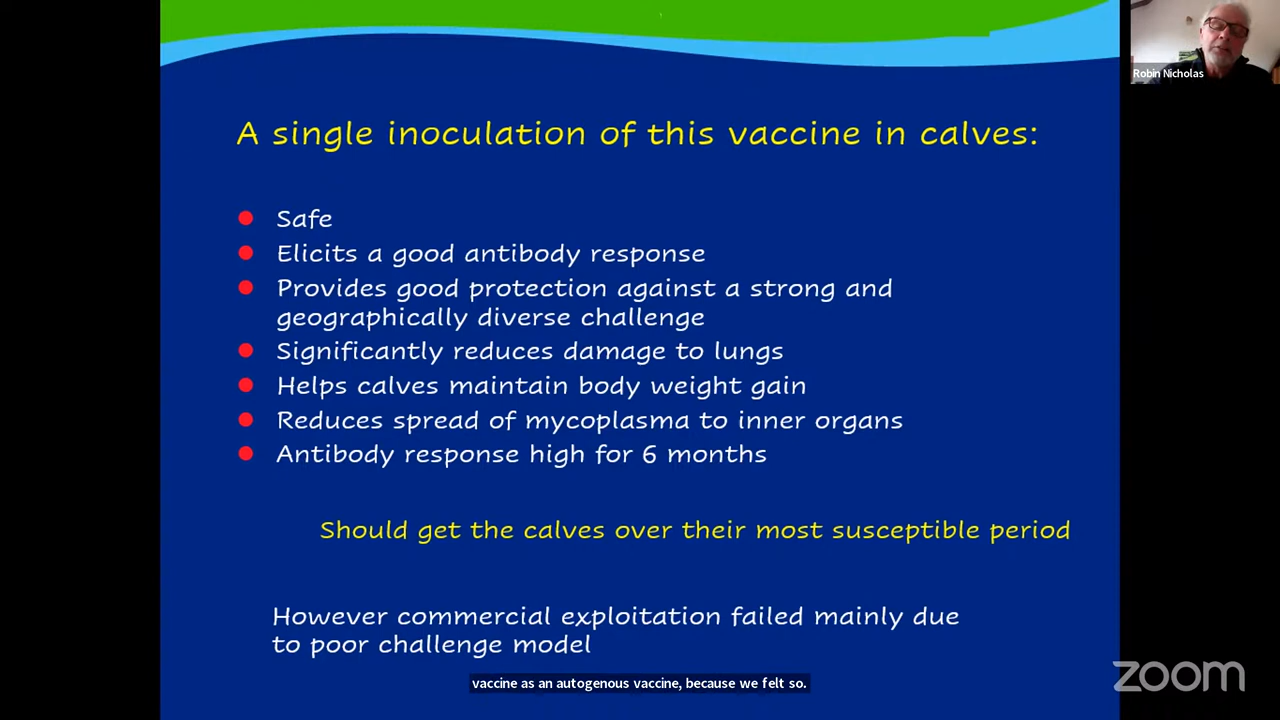 Robin Nicholas
A single inoculation of this vaccine in calves:
Safe
Elicits a good antibody response
Provides good protection against a strong and
geographically diverse challenge
Significantly reduces damage to lungs
Helps calves maintain body weight gain
Reduces spread of mycoplasma to inner organs
Antibody response high for 6 months
Should get the calves over their most susceptible period
However commercial exploitation failed mainly due
to poor challenge model
vaccine as an autogenous vaccine, because we felt so.
zoom